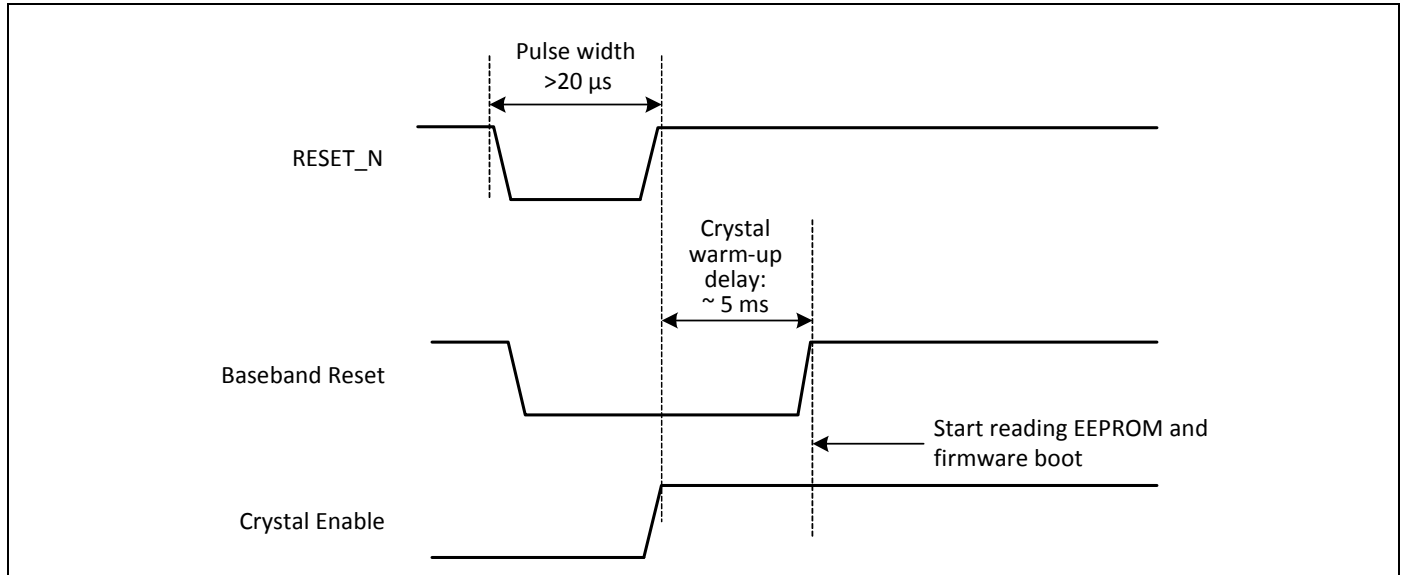 Pulse width
>20 µs
RESET_N
Crystal
warm-up
delay:
~ 5 ms
Baseband Reset
Start reading EEPROM and
firmware boot
Crystal Enable